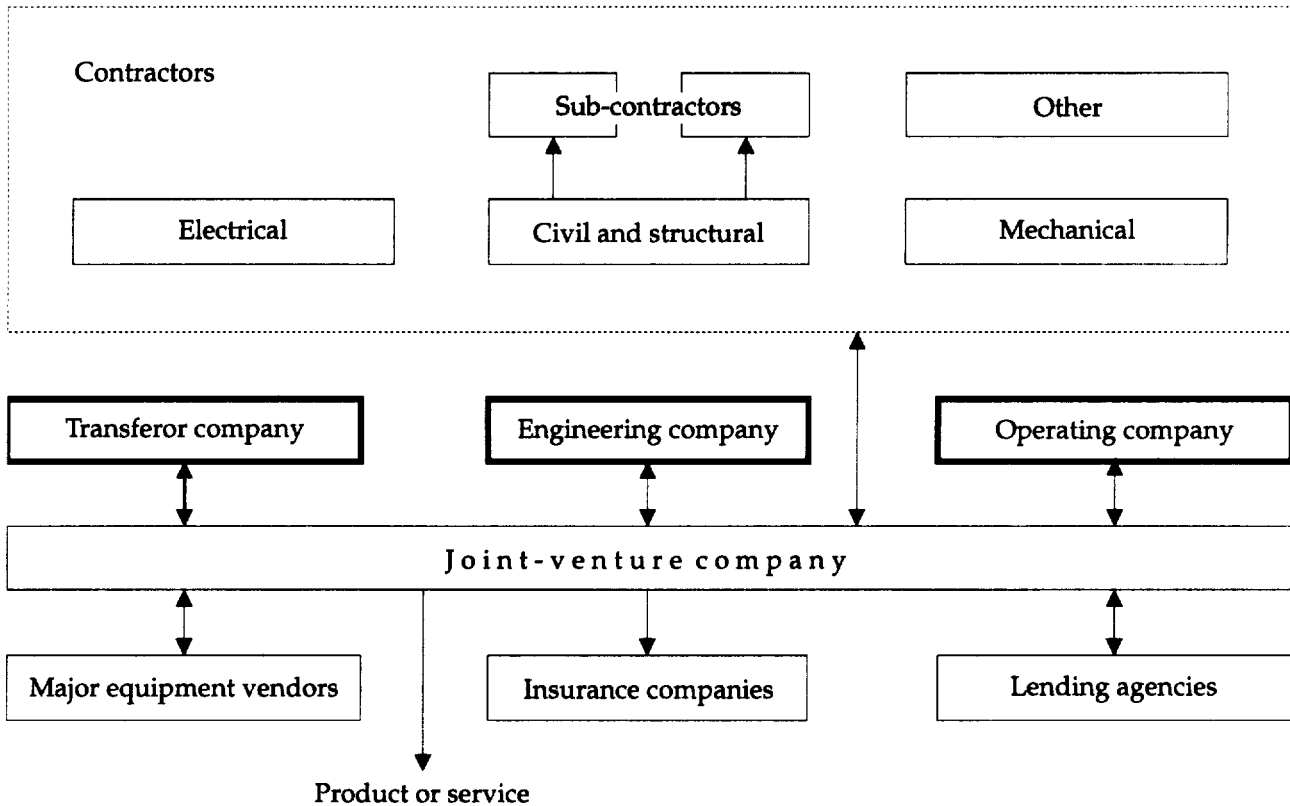 Contractors
Sub-contractors
Other
Electrical
Civil and structural
Mechanical
Transferor company
Engineering company
Operating company
Joint-venture company
Major equipment vendors
Insurance companies
Lending agencies
Product or service